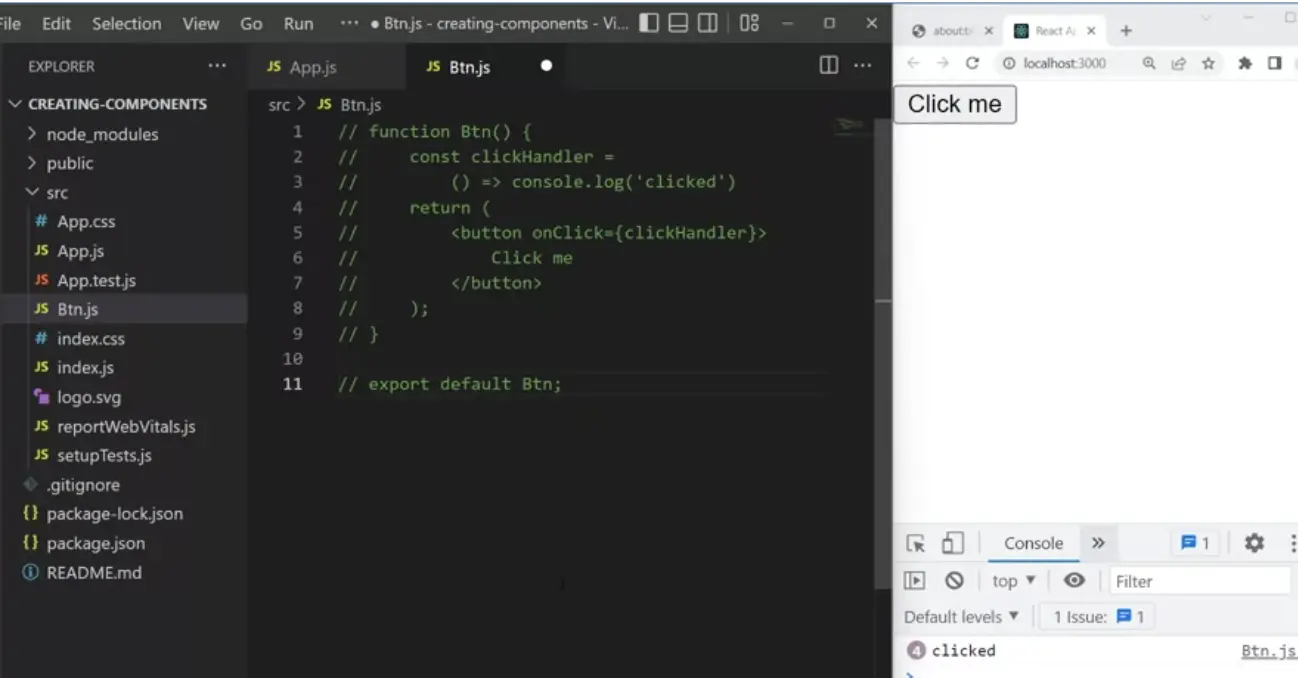 File Edit Selection View Go Run ··· ● Btn.js - creating-components - Vi...
EXPLORER ···
CREATING-COMPONENTS
node_modules
public
src
# App.css
JS App.js
JS App.test.js
JS Btn.js
# index.css
JS index.js
logo.svg
JS reportWebVitals.js
JS setupTests.js
.gitignore
{} package-lock.json
{} package.json
README.md
JS App.js JS Btn.js
src > JS Btn.js
1 // function Btn() {
2 //     const clickHandler =
3 //         () => console.log('clicked')
4 //     return (
5 //         <button onClick={clickHandler}>
6 //             Click me
7 //         </button>
8 //     );
9 // }
10
11 // export default Btn;
about:b React A
localhost:3000
Click me
Console » 1
top Filter
Default levels 1 Issue: 1
4 clicked Btn.js